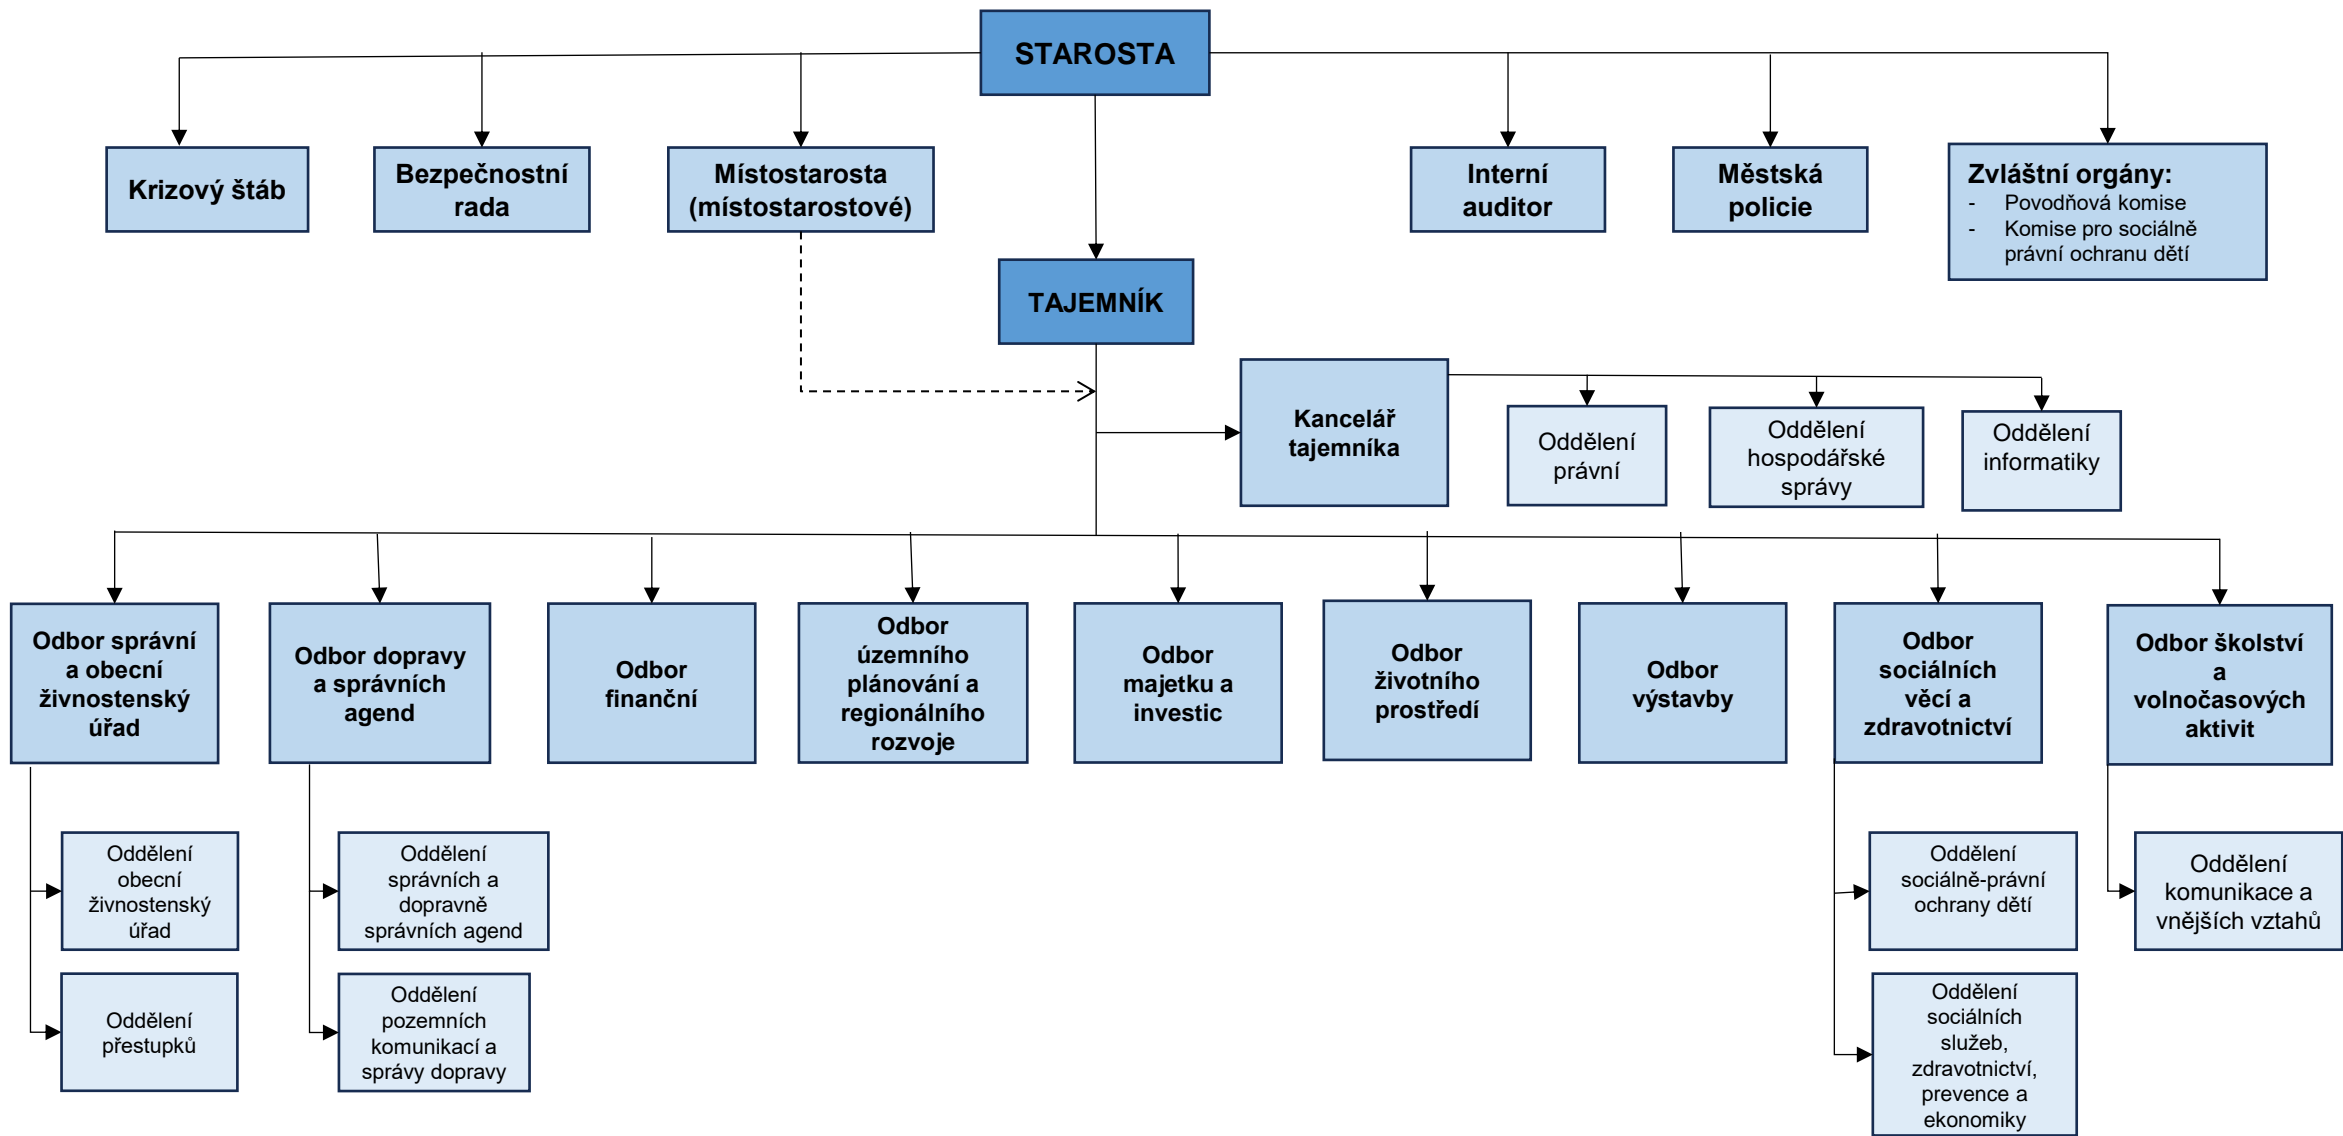 STAROSTA
Krizový štáb
Bezpečnostní
rada
Místostarosta
(místostarostové)
Interní
auditor
Městská
policie
Zvláštní orgány:
- Povodňová komise
- Komise pro sociálně
právní ochranu dětí
TAJEMNÍK
Kancelář
tajemníka
Oddělení
právní
Oddělení
hospodářské
správy
Oddělení
informatiky
Odbor správní
a obecní
živnostenský
úřad
Odbor dopravy
a správních
agend
Odbor
finanční
Odbor
územního
plánování a
regionálního
rozvoje
Odbor
majetku a
investic
Odbor
životního
prostředí
Odbor
výstavby
Odbor
sociálních
věcí a
zdravotnictví
Odbor školství
a
volnočasových
aktivit
Oddělení
obecní
živnostenský
úřad
Oddělení
správních a
dopravně
správních agend
Oddělení
sociálně-právní
ochrany dětí
Oddělení
komunikace a
vnějších vztahů
Oddělení
přestupků
Oddělení
pozemních
komunikací a
správy dopravy
Oddělení
sociálních
služeb,
zdravotnictví,
prevence a
ekonomiky